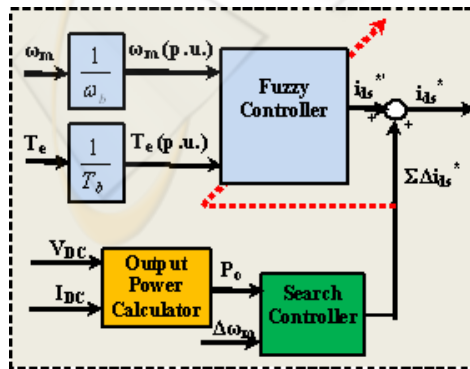 ωm
1
ωb
ωm (p.u.)
Fuzzy
Controller
ids*'
ids*
+
+
Te
1
Tb
Te (p.u.)
ΣΔids*
VDC
IDC
Output
Power
Calculator
Po
Δωm
Search
Controller